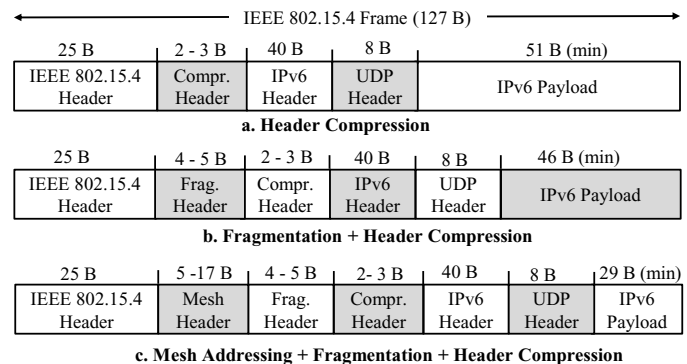 IEEE 802.15.4 Frame (127 B)
25 B 2 - 3 B 40 B 8 B 51 B (min)
IEEE 802.15.4 Header Compr. Header IPv6 Header UDP Header IPv6 Payload
a. Header Compression
25 B 4 - 5 B 2 - 3 B 40 B 8 B 46 B (min)
IEEE 802.15.4 Header Frag. Header Compr. Header IPv6 Header UDP Header IPv6 Payload
b. Fragmentation + Header Compression
25 B 5 -17 B 4 - 5 B 2- 3 B 40 B 8 B 29 B (min)
IEEE 802.15.4 Header Mesh Header Frag. Header Compr. Header IPv6 Header UDP Header IPv6 Payload
c. Mesh Addressing + Fragmentation + Header Compression